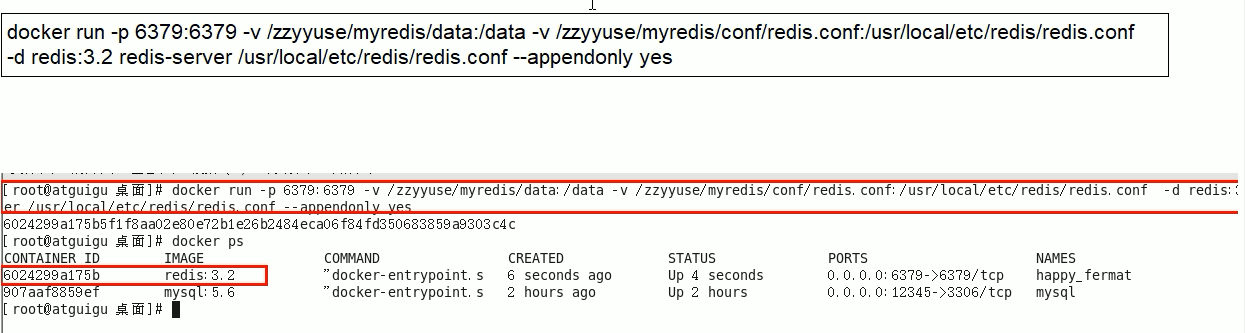 docker run -p 6379:6379 -v /zzyyuse/myredis/data:/data -v /zzyyuse/myredis/conf/redis.conf:/usr/local/etc/redis/redis.conf
-d redis:3.2 redis-server /usr/local/etc/redis/redis.conf --appendonly yes
[root@atguigu 桌面]# docker run -p 6379:6379 -v /zzyyuse/myredis/data:/data -v /zzyyuse/myredis/conf/redis.conf:/usr/local/etc/redis/redis.conf  -d redis:3
er /usr/local/etc/redis/redis.conf --appendonly yes
6024299a175b5f1f8aa02e80e72b1e26b2484eca06f84fd350683859a9303c4c
[root@atguigu 桌面]# docker ps
CONTAINER ID IMAGE COMMAND CREATED STATUS PORTS NAMES
6024299a175b redis:3.2 "docker-entrypoint.s 6 seconds ago Up 4 seconds 0.0.0.0:6379->6379/tcp happy_fermat
907aaf8859ef mysql:5.6 "docker-entrypoint.s 2 hours ago Up 2 hours 0.0.0.0:12345->3306/tcp mysql
[root@atguigu 桌面]#